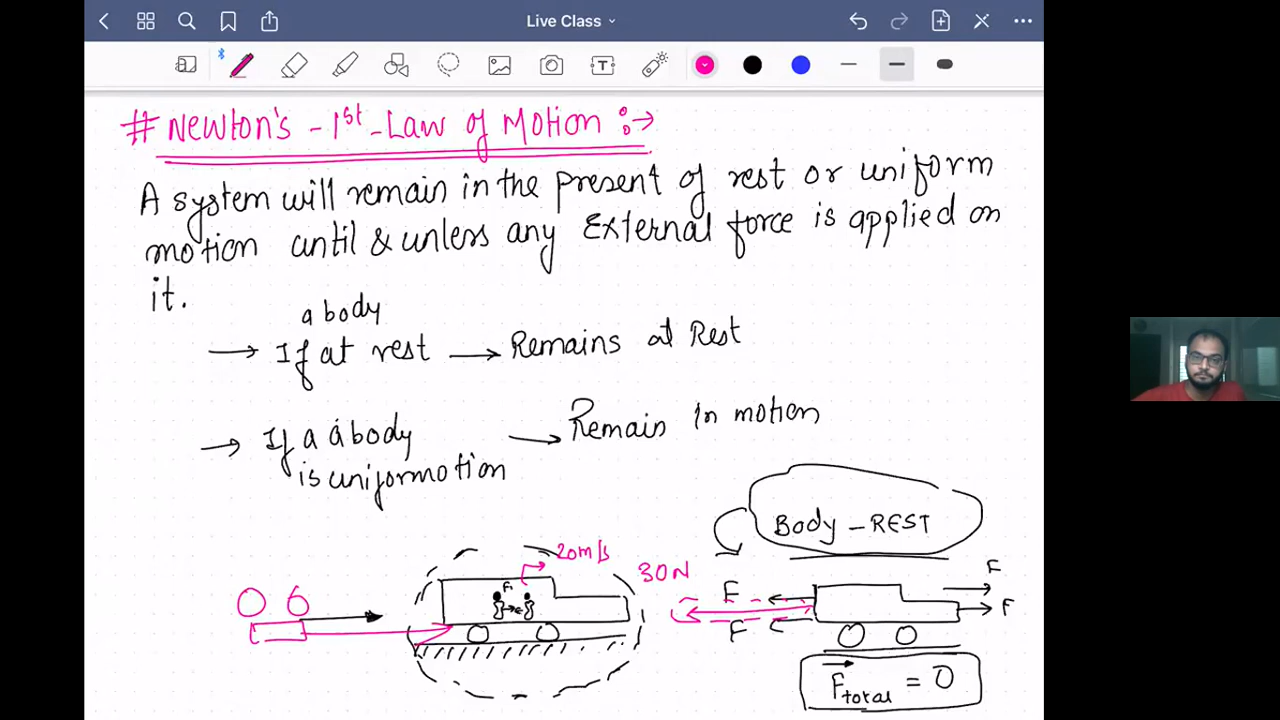 Live Class
# Newton's - 1st - Law of Motion :→
A system will remain in the present of rest or uniform
motion until & unless any External force is applied on
it.
a body
→ If at rest → Remains at Rest
→ If a a body → Remain In motion
is uniformotion
Body - REST
20m/s
30N
F
F
F
F
F
F total = 0